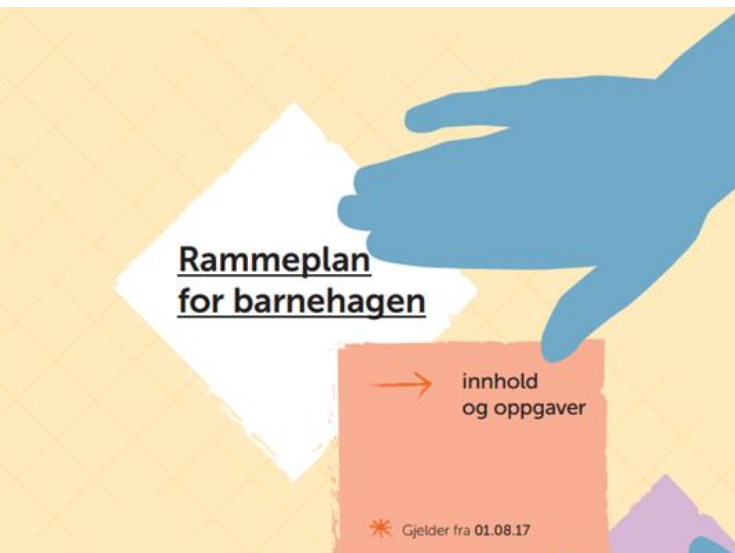 Rammeplan
for barnehagen
innhold
og oppgaver
Gjelder fra 01.08.17